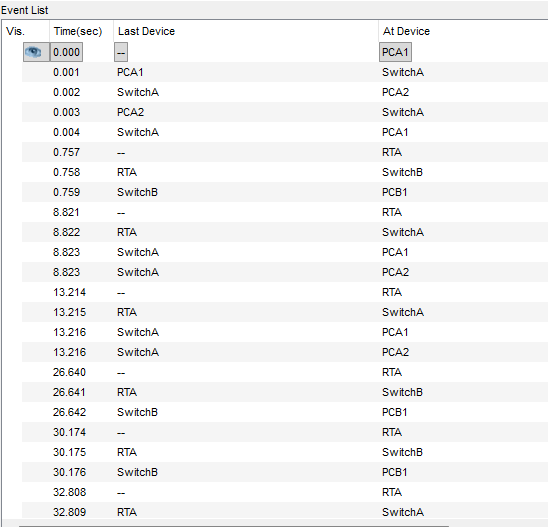 Event List
Vis. Time(sec) Last Device At Device
0.000 -- PCA1
0.001 PCA1 SwitchA
0.002 SwitchA PCA2
0.003 PCA2 SwitchA
0.004 SwitchA PCA1
0.757 -- RTA
0.758 RTA SwitchB
0.759 SwitchB PCB1
8.821 -- RTA
8.822 RTA SwitchA
8.823 SwitchA PCA1
8.823 SwitchA PCA2
13.214 -- RTA
13.215 RTA SwitchA
13.216 SwitchA PCA1
13.216 SwitchA PCA2
26.640 -- RTA
26.641 RTA SwitchB
26.642 SwitchB PCB1
30.174 -- RTA
30.175 RTA SwitchB
30.176 SwitchB PCB1
32.808 -- RTA
32.809 RTA SwitchA